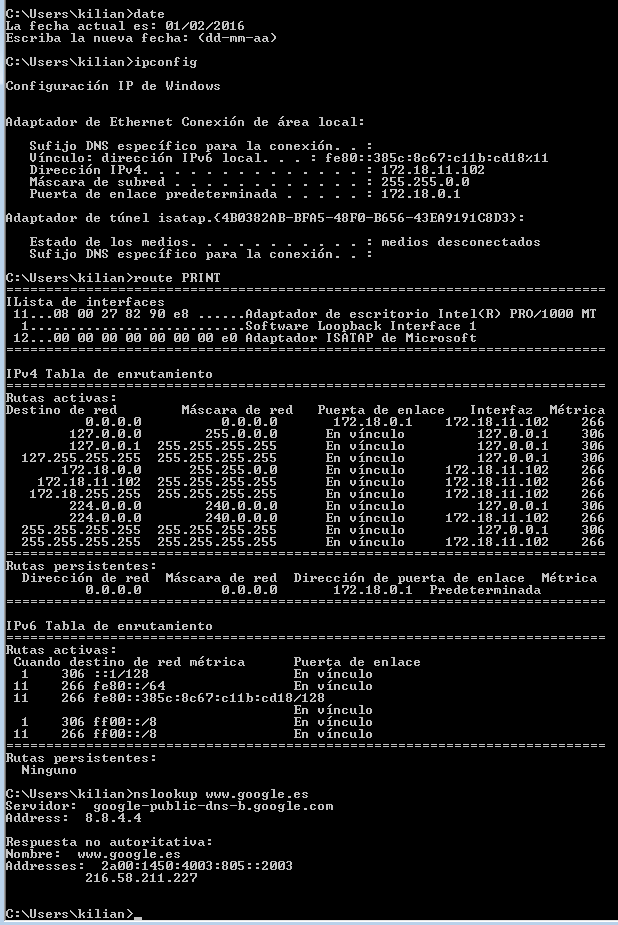 C:\Users\kilian>date
La fecha actual es: 01/02/2016
Escriba la nueva fecha: (dd-mm-aa)
C:\Users\kilian>ipconfig
Configuración IP de Windows
Adaptador de Ethernet Conexión de área local:
Sufijo DNS específico para la conexión. . :
Vínculo: dirección IPv6 local. . . : fe80::385c:8c67:c11b:cd18%11
Dirección IPv4. . . . . . . . . . . . . . : 172.18.11.102
Máscara de subred . . . . . . . . . . . . : 255.255.0.0
Puerta de enlace predeterminada . . . . . : 172.18.0.1
Adaptador de túnel isatap.{4B0382AB-BFA5-48F0-B656-43EA9191C8D3}:
Estado de los medios. . . . . . . . . . . : medios desconectados
Sufijo DNS específico para la conexión. . :
C:\Users\kilian>route PRINT
===========================================================================
ILista de interfaces
11...08 00 27 82 90 e8 ......Adaptador de escritorio Intel(R) PRO/1000 MT
1...........................Software Loopback Interface 1
12...00 00 00 00 00 00 00 e0 Adaptador ISATAP de Microsoft
===========================================================================
IPv4 Tabla de enrutamiento
===========================================================================
Rutas activas:
Destino de red Máscara de red Puerta de enlace Interfaz Métrica
0.0.0.0 0.0.0.0 172.18.0.1 172.18.11.102 266
127.0.0.0 255.0.0.0 En vínculo 127.0.0.1 306
127.0.0.1 255.255.255.255 En vínculo 127.0.0.1 306
127.255.255.255 255.255.255.255 En vínculo 127.0.0.1 306
172.18.0.0 255.255.0.0 En vínculo 172.18.11.102 266
172.18.11.102 255.255.255.255 En vínculo 172.18.11.102 266
172.18.255.255 255.255.255.255 En vínculo 172.18.11.102 266
224.0.0.0 240.0.0.0 En vínculo 127.0.0.1 306
224.0.0.0 240.0.0.0 En vínculo 172.18.11.102 266
255.255.255.255 255.255.255.255 En vínculo 127.0.0.1 306
255.255.255.255 255.255.255.255 En vínculo 172.18.11.102 266
===========================================================================
Rutas persistentes:
Dirección de red Máscara de red Dirección de puerta de enlace Métrica
0.0.0.0 0.0.0.0 172.18.0.1 Predeterminada
===========================================================================
IPv6 Tabla de enrutamiento
===========================================================================
Rutas activas:
Cuando destino de red métrica Puerta de enlace
1 306 ::1/128 En vínculo
11 266 fe80::/64 En vínculo
11 266 fe80::385c:8c67:c11b:cd18/128
En vínculo
1 306 ff00::/8 En vínculo
11 266 ff00::/8 En vínculo
===========================================================================
Rutas persistentes:
Ninguno
C:\Users\kilian>nslookup www.google.es
Servidor: google-public-dns-b.google.com
Address: 8.8.4.4
Respuesta no autoritativa:
Nombre: www.google.es
Addresses: 2a00:1450:4003:805::2003
216.58.211.227
C:\Users\kilian>_